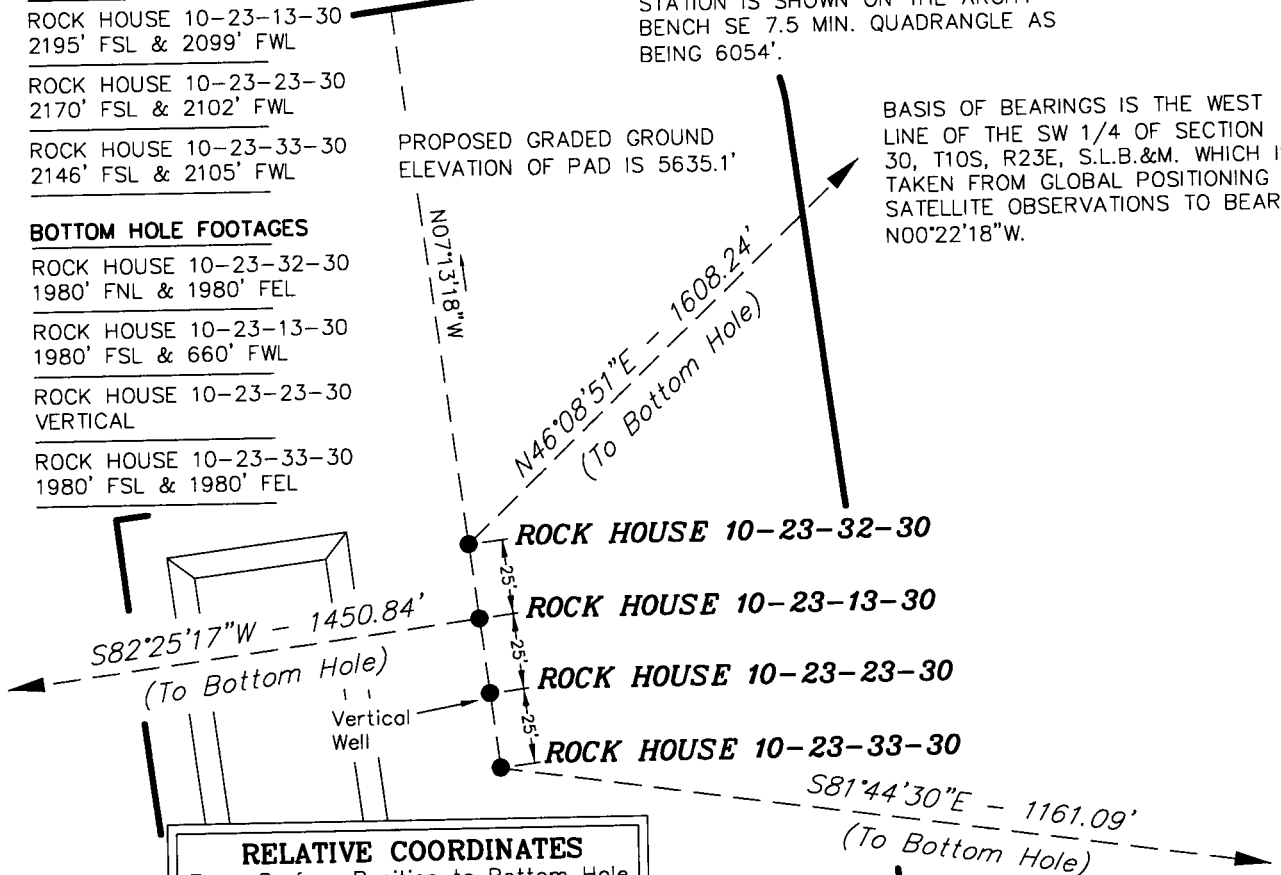 ROCK HOUSE 10-23-13-30
2195' FSL & 2099' FWL
ROCK HOUSE 10-23-23-30
2170' FSL & 2102' FWL
ROCK HOUSE 10-23-33-30
2146' FSL & 2105' FWL
BOTTOM HOLE FOOTAGES
ROCK HOUSE 10-23-32-30
1980' FNL & 1980' FEL
ROCK HOUSE 10-23-13-30
1980' FSL & 660' FWL
ROCK HOUSE 10-23-23-30
VERTICAL
ROCK HOUSE 10-23-33-30
1980' FSL & 1980' FEL
STATION IS SHOWN ON THE
BENCH SE 7.5 MIN. QUADRANGLE AS
BEING 6054'.
PROPOSED GRADED GROUND
ELEVATION OF PAD IS 5635.1'
BASIS OF BEARINGS IS THE WEST
LINE OF THE SW 1/4 OF SECTION
30, T10S, R23E, S.L.B.&M. WHICH
TAKEN FROM GLOBAL POSITIONING
SATELLITE OBSERVATIONS TO BEAR
N00°22'18"W.
N07°13'18"W
N46°08'51"E - 1608.24'
(To Bottom Hole)
ROCK HOUSE 10-23-32-30
25'
ROCK HOUSE 10-23-13-30
25'
ROCK HOUSE 10-23-23-30
25'
ROCK HOUSE 10-23-33-30
S82°25'17"W - 1450.84'
(To Bottom Hole)
Vertical
Well
S81°44'30"E - 1161.09'
(To Bottom Hole)
RELATIVE COORDINATES
From Surface Position to Bottom Hole